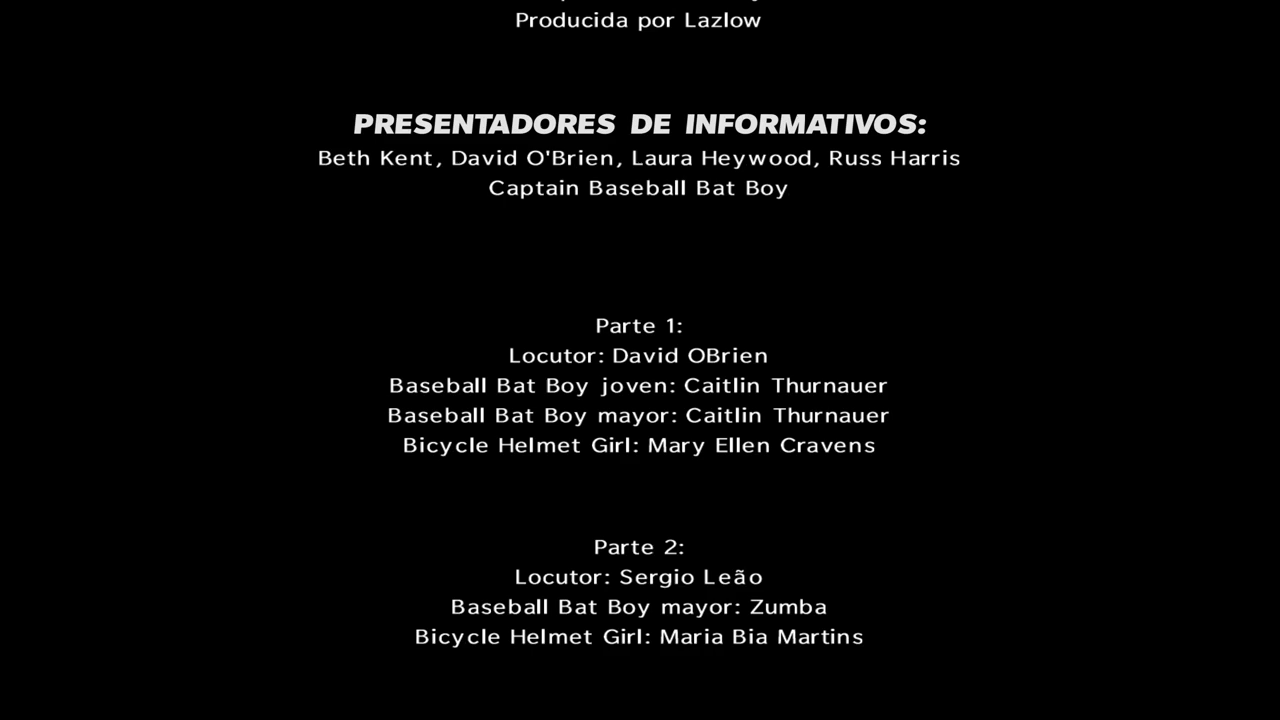 Producida por Lazlow
PRESENTADORES DE INFORMATIVOS:
Beth Kent, David O'Brien, Laura Heywood, Russ Harris
Captain Baseball Bat Boy
Parte 1:
Locutor: David OBrien
Baseball Bat Boy joven: Caitlin Thurnauer
Baseball Bat Boy mayor: Caitlin Thurnauer
Bicycle Helmet Girl: Mary Ellen Cravens
Parte 2:
Locutor: Sergio Leão
Baseball Bat Boy mayor: Zumba
Bicycle Helmet Girl: Maria Bia Martins